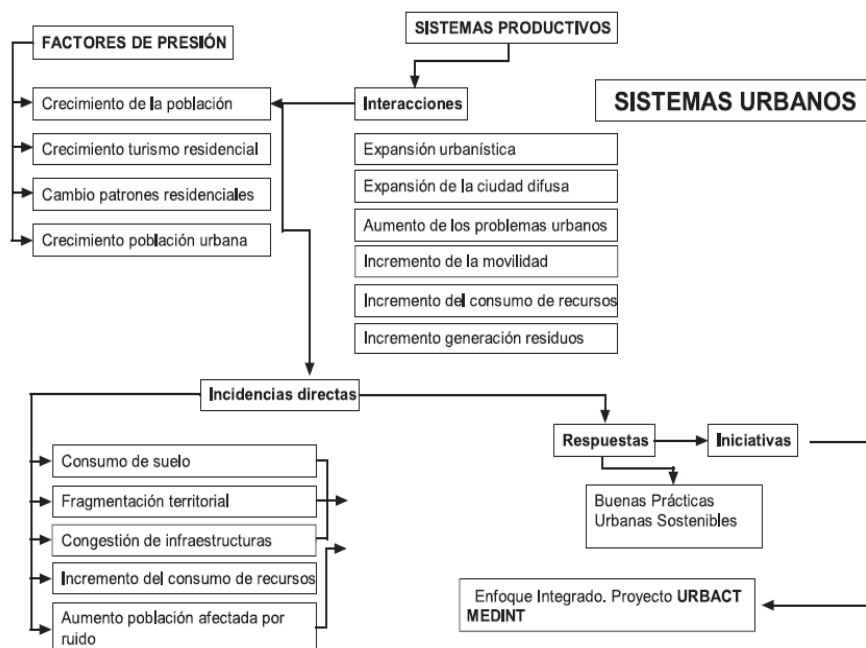 FACTORES DE PRESIÓN
Crecimiento de la población
Crecimiento turismo residencial
Cambio patrones residenciales
Crecimiento población urbana
SISTEMAS PRODUCTIVOS
Interacciones
Expansión urbanística
Expansión de la ciudad difusa
Aumento de los problemas urbanos
Incremento de la movilidad
Incremento del consumo de recursos
Incremento generación residuos
SISTEMAS URBANOS
Incidencias directas
Consumo de suelo
Fragmentación territorial
Congestión de infraestructuras
Incremento del consumo de recursos
Aumento población afectada por
ruido
Respuestas
Iniciativas
Buenas Prácticas
Urbanas Sostenibles
Enfoque Integrado. Proyecto URBACT
MEDINT